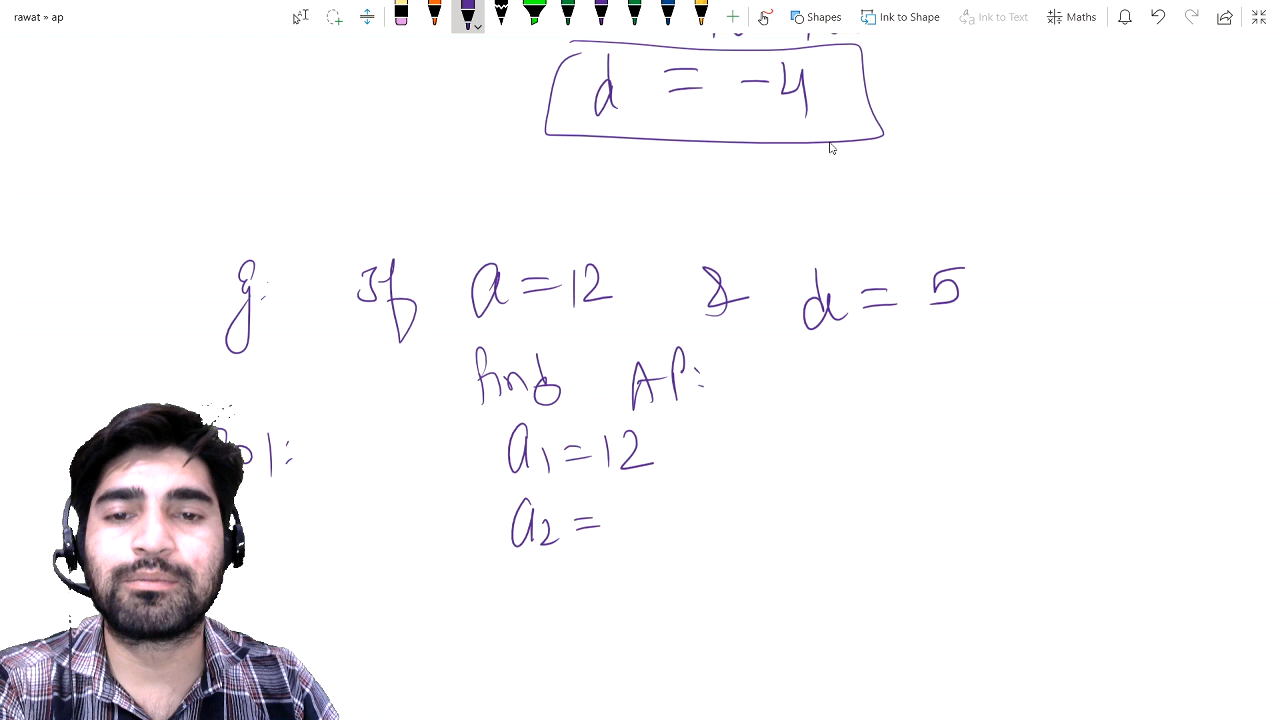 rawat » ap
Shapes Ink to Shape Ink to Text Maths
d = -4
If a = 12 & d = 5
find AP:
Sol:
a1 = 12
a2 =